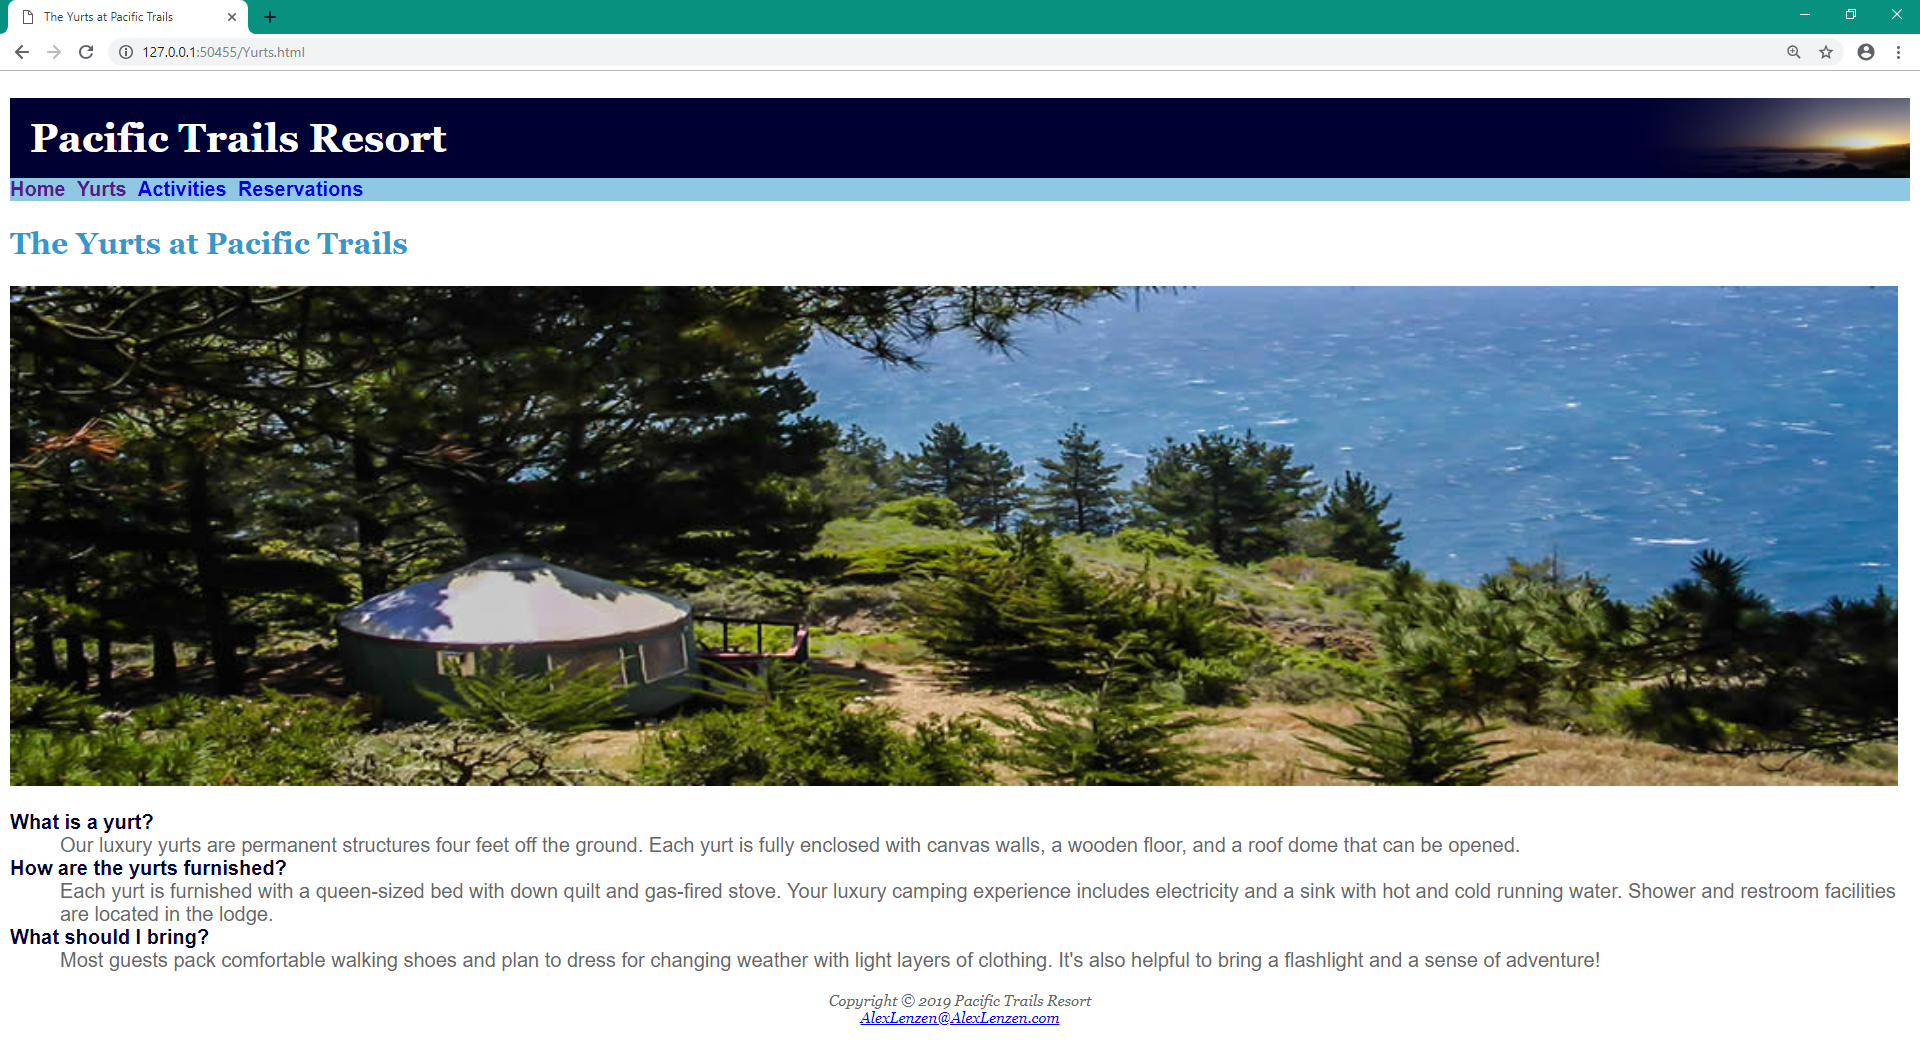 The Yurts at Pacific Trails
127.0.0.1:50455/Yurts.html
Pacific Trails Resort
Home Yurts Activities Reservations
The Yurts at Pacific Trails
What is a yurt?
Our luxury yurts are permanent structures four feet off the ground. Each yurt is fully enclosed with canvas walls, a wooden floor, and a roof dome that can be opened.
How are the yurts furnished?
Each yurt is furnished with a queen-sized bed with down quilt and gas-fired stove. Your luxury camping experience includes electricity and a sink with hot and cold running water. Shower and restroom facilities
are located in the lodge.
What should I bring?
Most guests pack comfortable walking shoes and plan to dress for changing weather with light layers of clothing. It's also helpful to bring a flashlight and a sense of adventure!
Copyright © 2019 Pacific Trails Resort
AlexLenzen@AlexLenzen.com